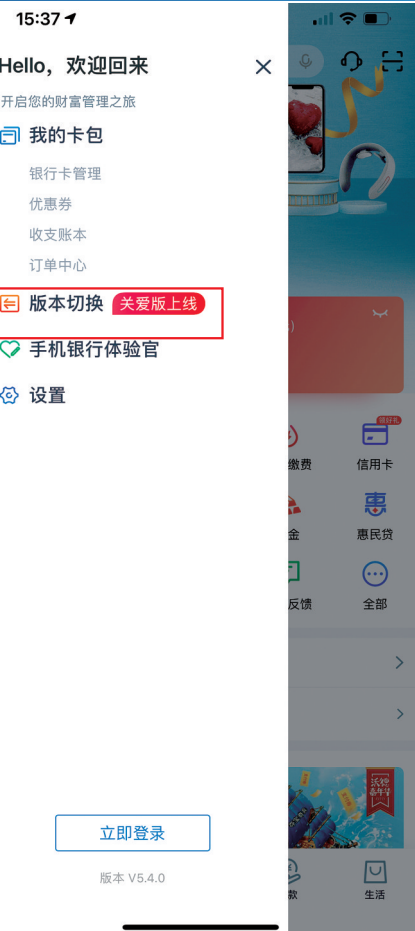 15:37
Hello，欢迎回来
开启您的财富管理之旅
我的卡包
银行卡管理
优惠券
收支账本
订单中心
版本切换 关爱版上线
手机银行体验官
设置
缴费
信用卡
金
惠
惠民贷
反馈
全部
立即登录
版本 V5.4.0
款
生活